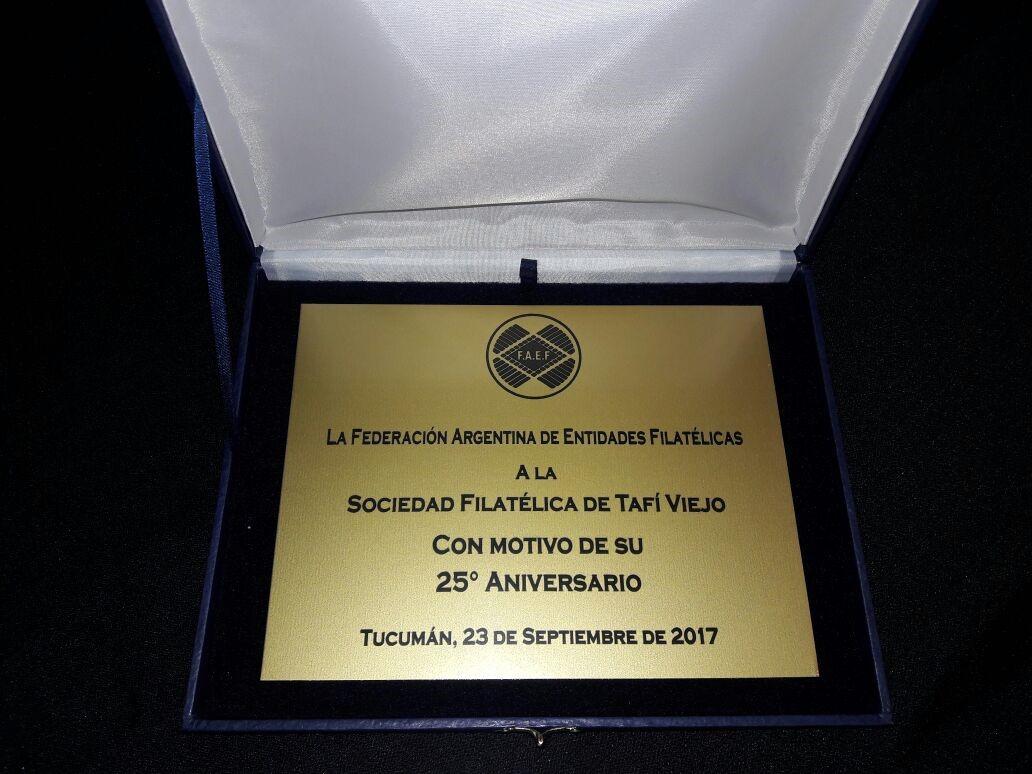 F.A.E.F
LA FEDERACIÓN ARGENTINA DE ENTIDADES FILATÉLICAS
A LA
SOCIEDAD FILATÉLICA DE TAFÍ VIEJO
CON MOTIVO DE SU
25° ANIVERSARIO
TUCUMÁN, 23 DE SEPTIEMBRE DE 2017